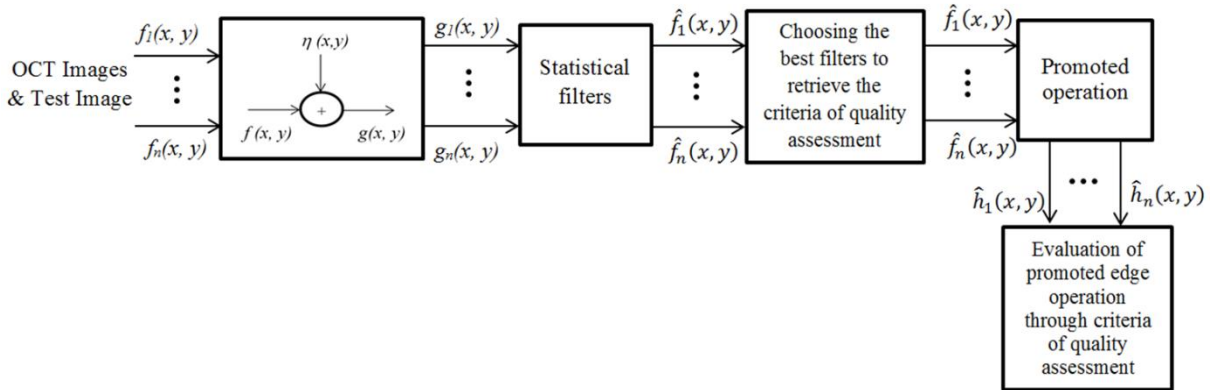 OCT Images
& Test Image
f1(x, y)
fn(x, y)
η (x,y)
+
f (x, y)
g(x, y)
g1(x, y)
gn(x, y)
Statistical
filters
f̂1(x, y)
f̂n(x, y)
Choosing the
best filters to
retrieve the
criteria of quality
assessment
f̂1(x, y)
f̂n(x, y)
Promoted
operation
ĥ1(x, y)
ĥn(x, y)
Evaluation of
promoted edge
operation
through criteria
of quality
assessment